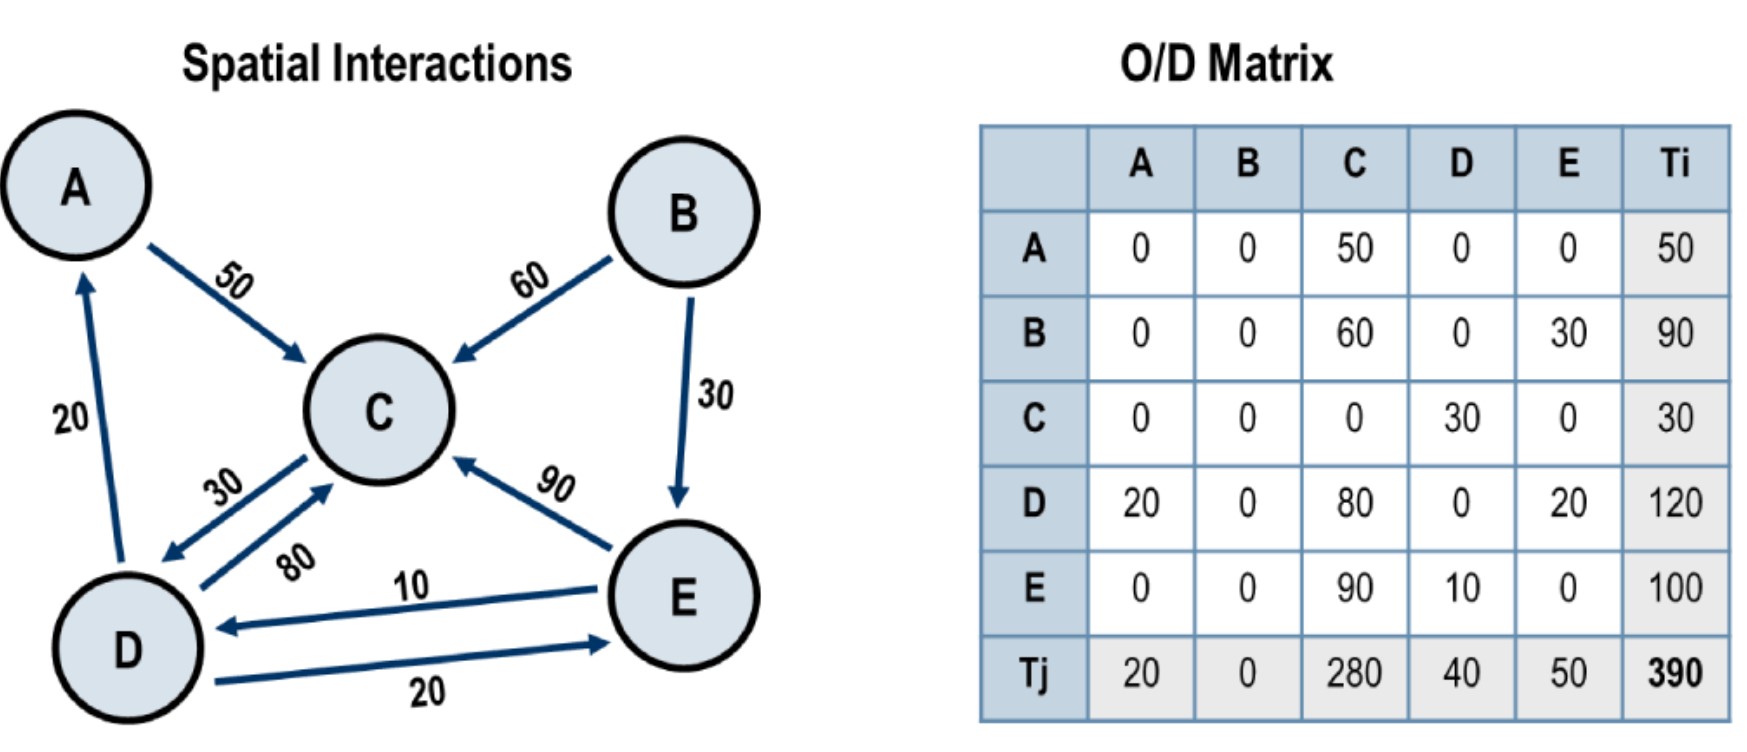 Spatial Interactions
O/D Matrix
A
B
50
60
C
30
20
30
90
80
10
D
E
20
A B C D E Ti
A 0 0 50 0 0 50
B 0 0 60 0 30 90
C 0 0 0 30 0 30
D 20 0 80 0 20 120
E 0 0 90 10 0 100
Tj 20 0 280 40 50 390